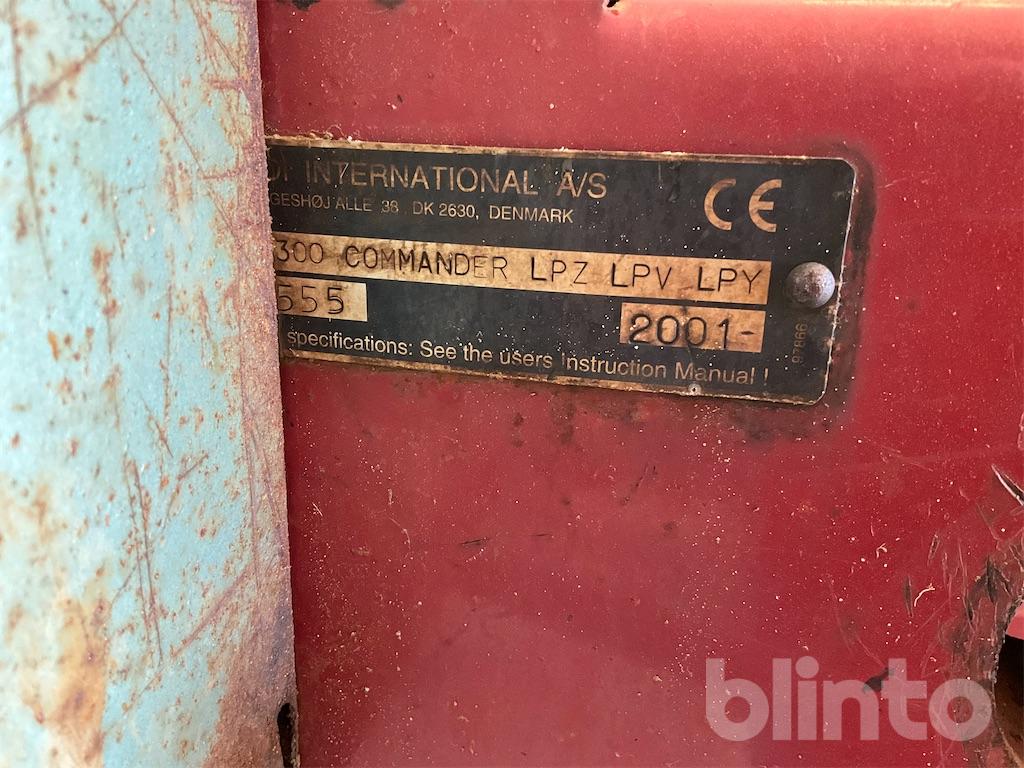 DI INTERNATIONAL A/S
GESHØJ ALLE 38, DK 2630, DENMARK
CE
300 COMMANDER LPZ LPV LPY
555
2001-
specifications: See the users Instruction Manual !
97866
blinto